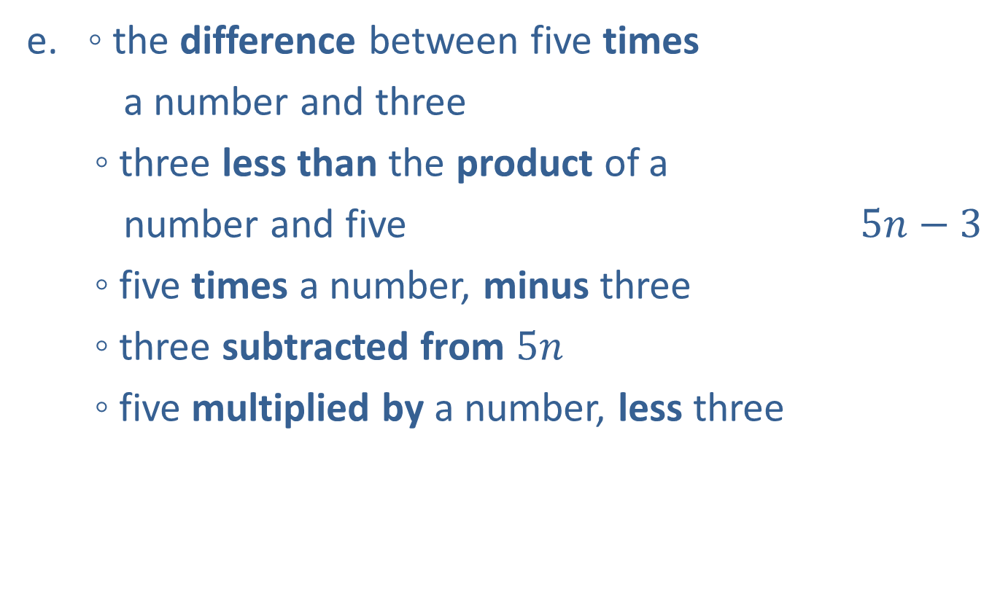 e. ◦ the difference between five times
a number and three
◦ three less than the product of a
number and five 5n − 3
◦ five times a number, minus three
◦ three subtracted from 5n
◦ five multiplied by a number, less three